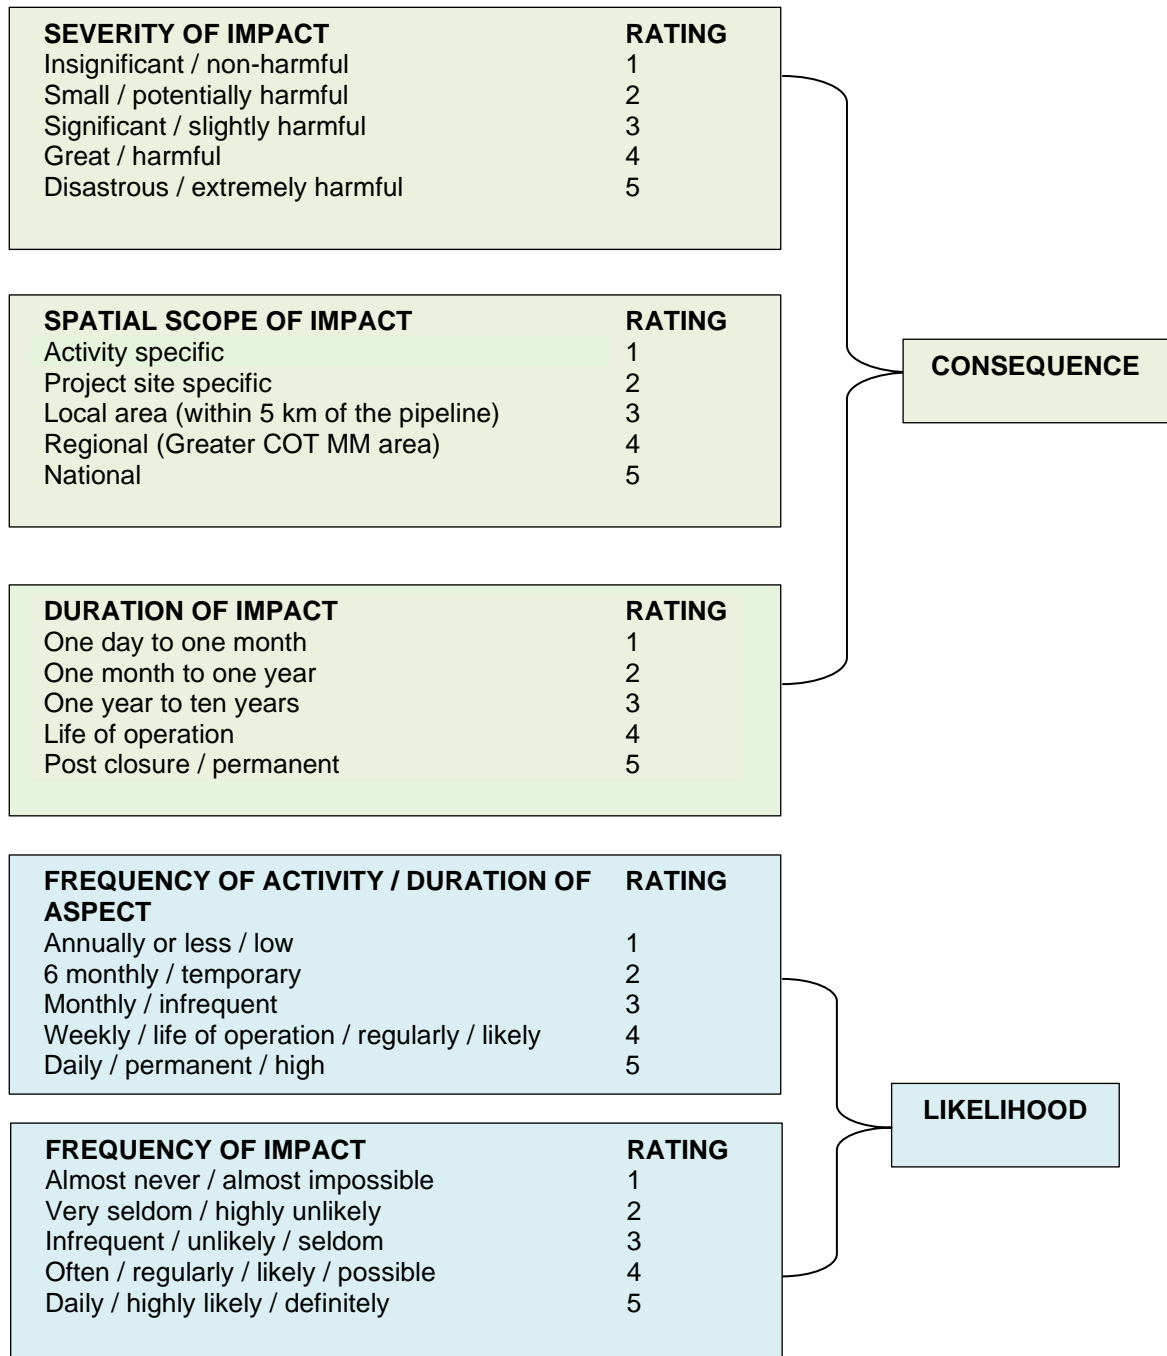 SEVERITY OF IMPACT RATING
Insignificant / non-harmful 1
Small / potentially harmful 2
Significant / slightly harmful 3
Great / harmful 4
Disastrous / extremely harmful 5
SPATIAL SCOPE OF IMPACT RATING
Activity specific 1
Project site specific 2
Local area (within 5 km of the pipeline) 3
Regional (Greater COT MM area) 4
National 5
CONSEQUENCE
DURATION OF IMPACT RATING
One day to one month 1
One month to one year 2
One year to ten years 3
Life of operation 4
Post closure / permanent 5
FREQUENCY OF ACTIVITY / DURATION OF RATING
ASPECT
Annually or less / low 1
6 monthly / temporary 2
Monthly / infrequent 3
Weekly / life of operation / regularly / likely 4
Daily / permanent / high 5
LIKELIHOOD
FREQUENCY OF IMPACT RATING
Almost never / almost impossible 1
Very seldom / highly unlikely 2
Infrequent / unlikely / seldom 3
Often / regularly / likely / possible 4
Daily / highly likely / definitely 5